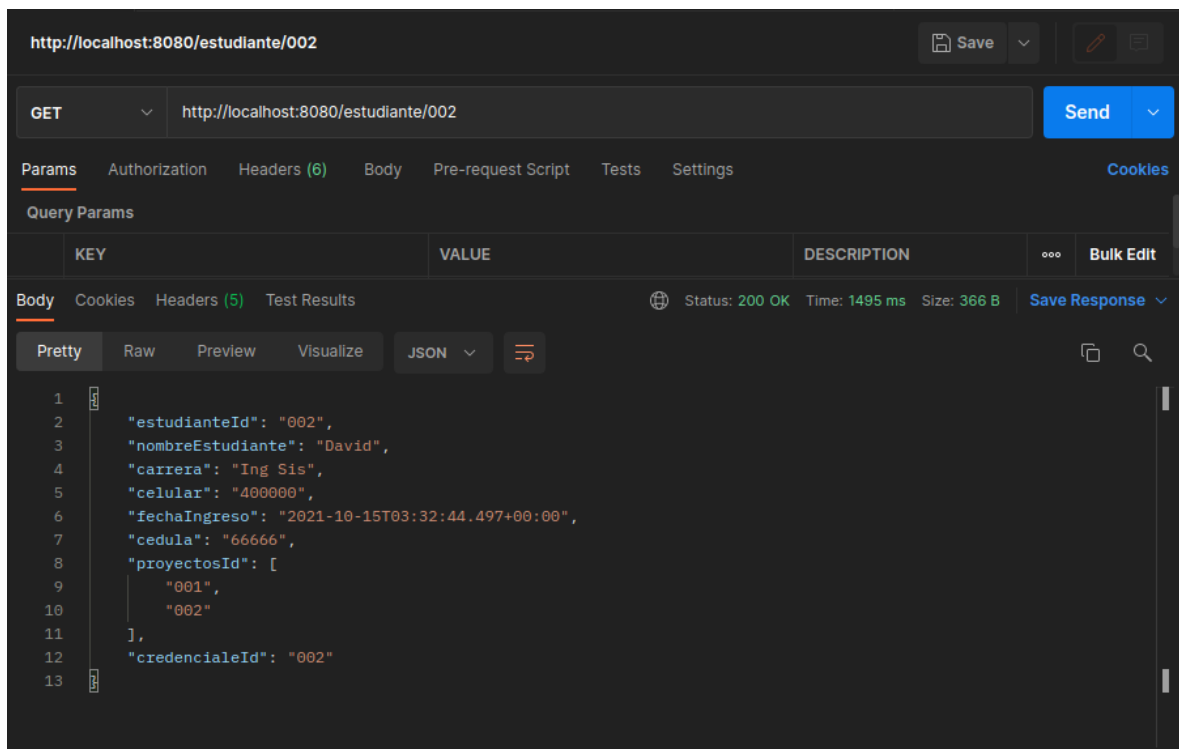 http://localhost:8080/estudiante/002 Save
GET http://localhost:8080/estudiante/002 Send
Params Authorization Headers (6) Body Pre-request Script Tests Settings Cookies
Query Params
KEY VALUE DESCRIPTION ooo Bulk Edit
Body Cookies Headers (5) Test Results Status: 200 OK Time: 1495 ms Size: 366 B Save Response
Pretty Raw Preview Visualize JSON
1 {
2 "estudianteId": "002",
3 "nombreEstudiante": "David",
4 "carrera": "Ing Sis",
5 "celular": "400000",
6 "fechaIngreso": "2021-10-15T03:32:44.497+00:00",
7 "cedula": "66666",
8 "proyectosId": [
9 "001",
10 "002"
11 ],
12 "credencialeId": "002"
13 }